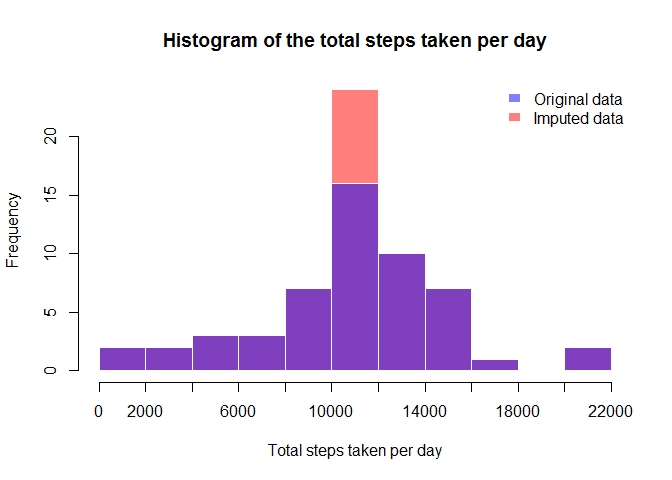 Histogram of the total steps taken per day
Original data
Imputed data
Frequency
20
15
10
5
0
0 2000 6000 10000 14000 18000 22000
Total steps taken per day